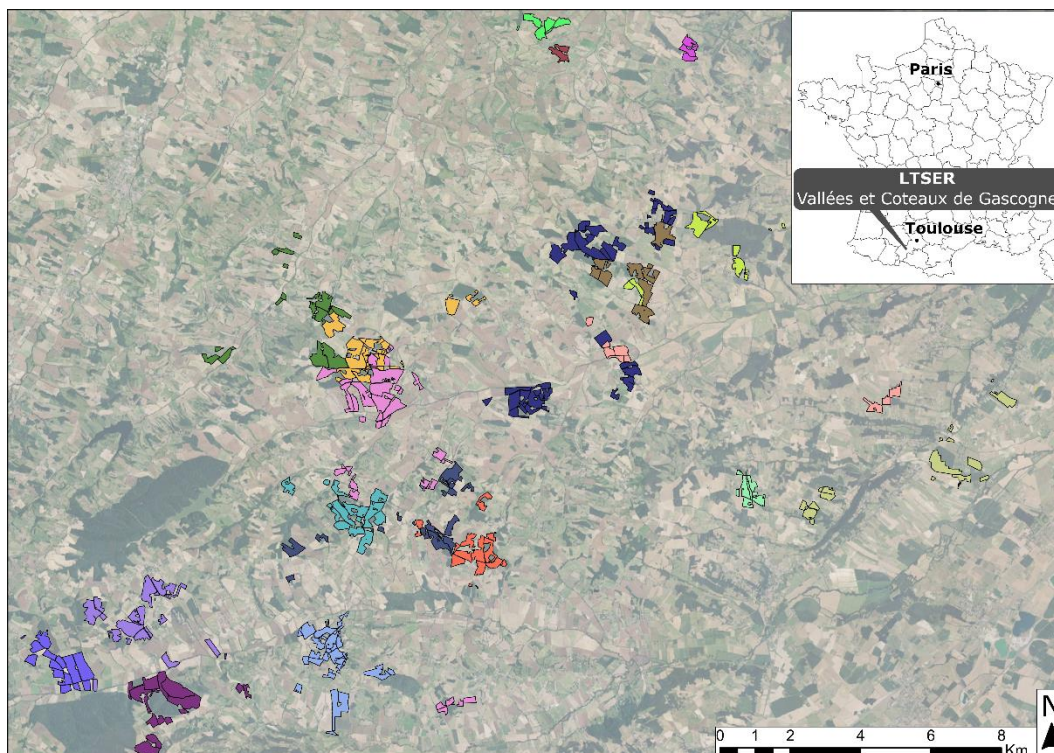 Paris
LTSER
Vallées et Coteaux de Gascogne
Toulouse
N
0 1 2 4 6 8
Km